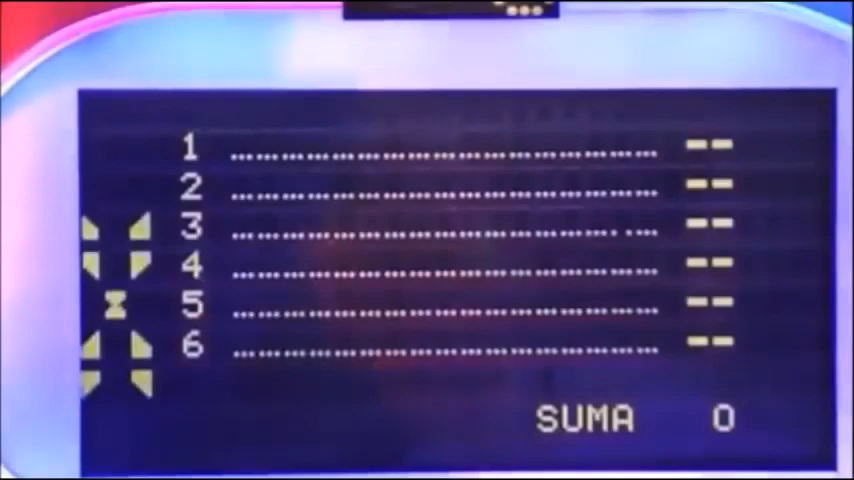 1 ………………………………………… --
2 ………………………………………… --
3 ………………………………………… --
4 ………………………………………… --
5 ………………………………………… --
6 ………………………………………… --
SUMA 0